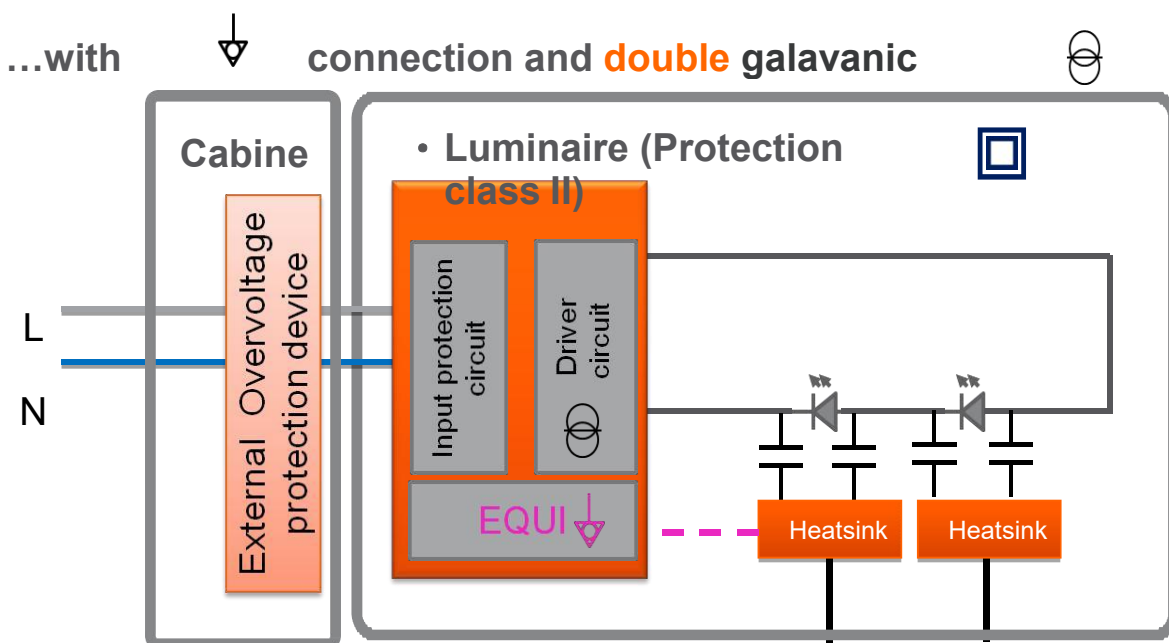 …with connection and double galavanic
Cabine
• Luminaire (Protection
class II)
External Overvoltage
protection device
L
N
Input protection
circuit
Driver
circuit
EQUI
Heatsink
Heatsink